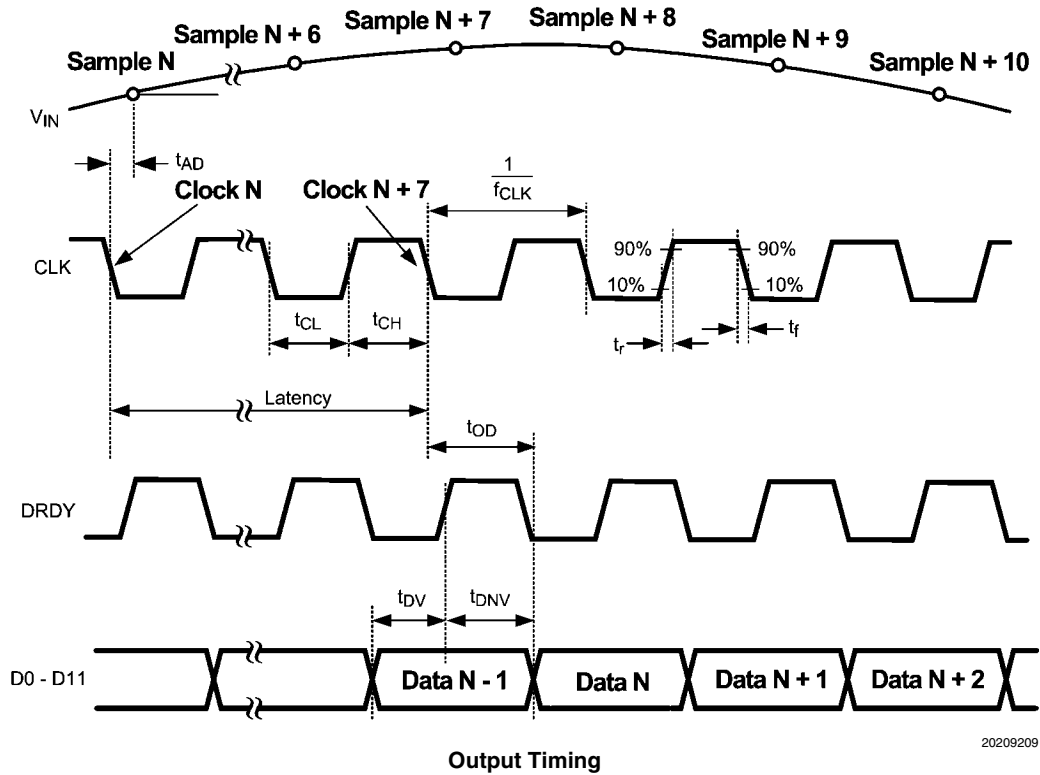 Sample N
Sample N + 6
Sample N + 7
Sample N + 8
Sample N + 9
Sample N + 10
VIN
tAD
Clock N
Clock N + 7
1
fCLK
CLK
90%
90%
10%
10%
tCL
tCH
tr
tf
Latency
tOD
DRDY
tDV
tDNV
D0 - D11
Data N - 1
Data N
Data N + 1
Data N + 2
20209209
Output Timing